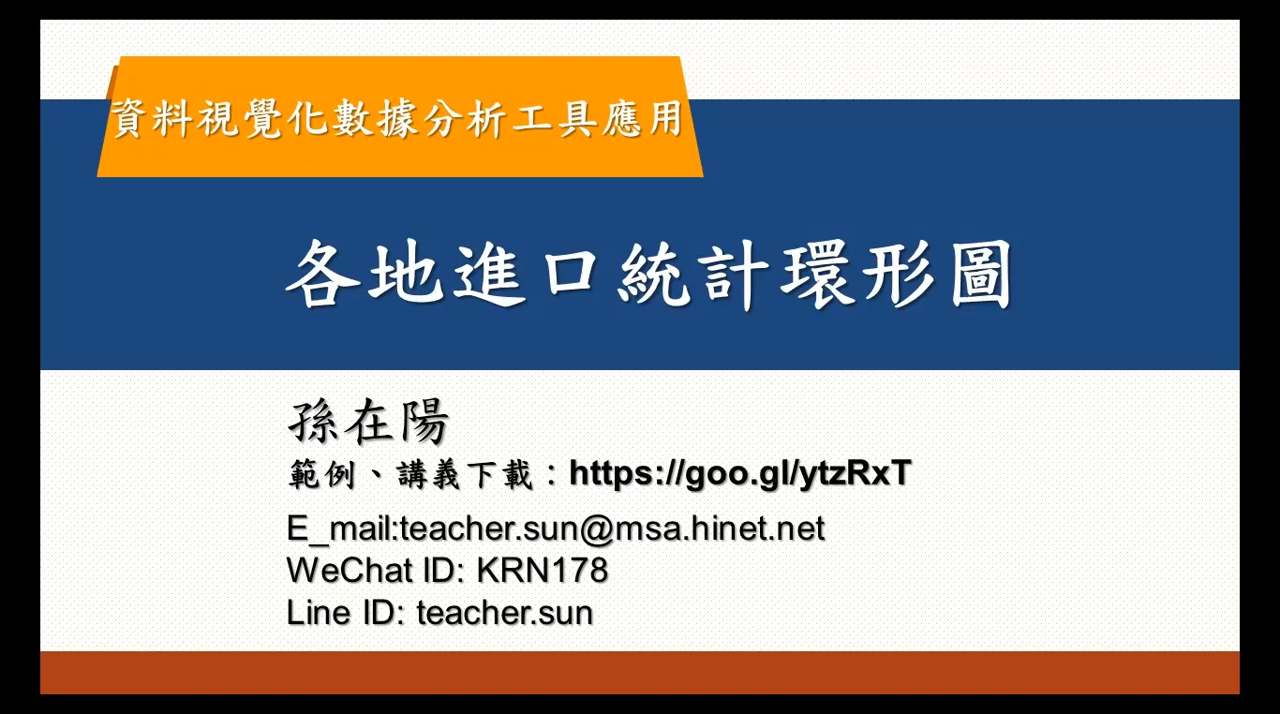 資料視覺化數據分析工具應用
各地進口統計環形圖
孫在陽
範例、講義下載：https://goo.gl/ytzRxT
E_mail:teacher.sun@msa.hinet.net
WeChat ID: KRN178
Line ID: teacher.sun